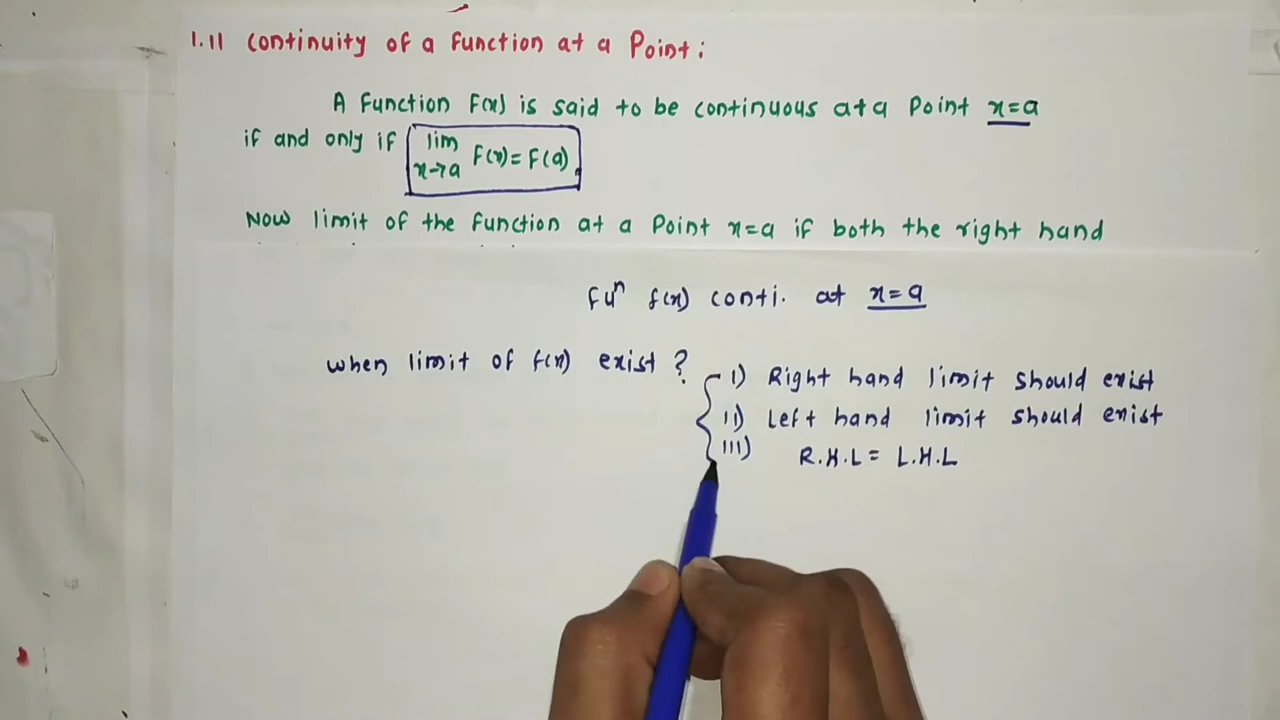 1.11 Continuity of a Function at a Point :
A Function F(x) is said to be continuous at a Point x=a
if and only if lim x→a F(x) = F(a)
Now limit of the Function at a Point x=a if both the right hand
Fuⁿ f(x) conti. at x=a
when limit of f(x) exist ?
I) Right hand limit should exist
II) Left hand limit should exist
III) R.H.L = L.H.L